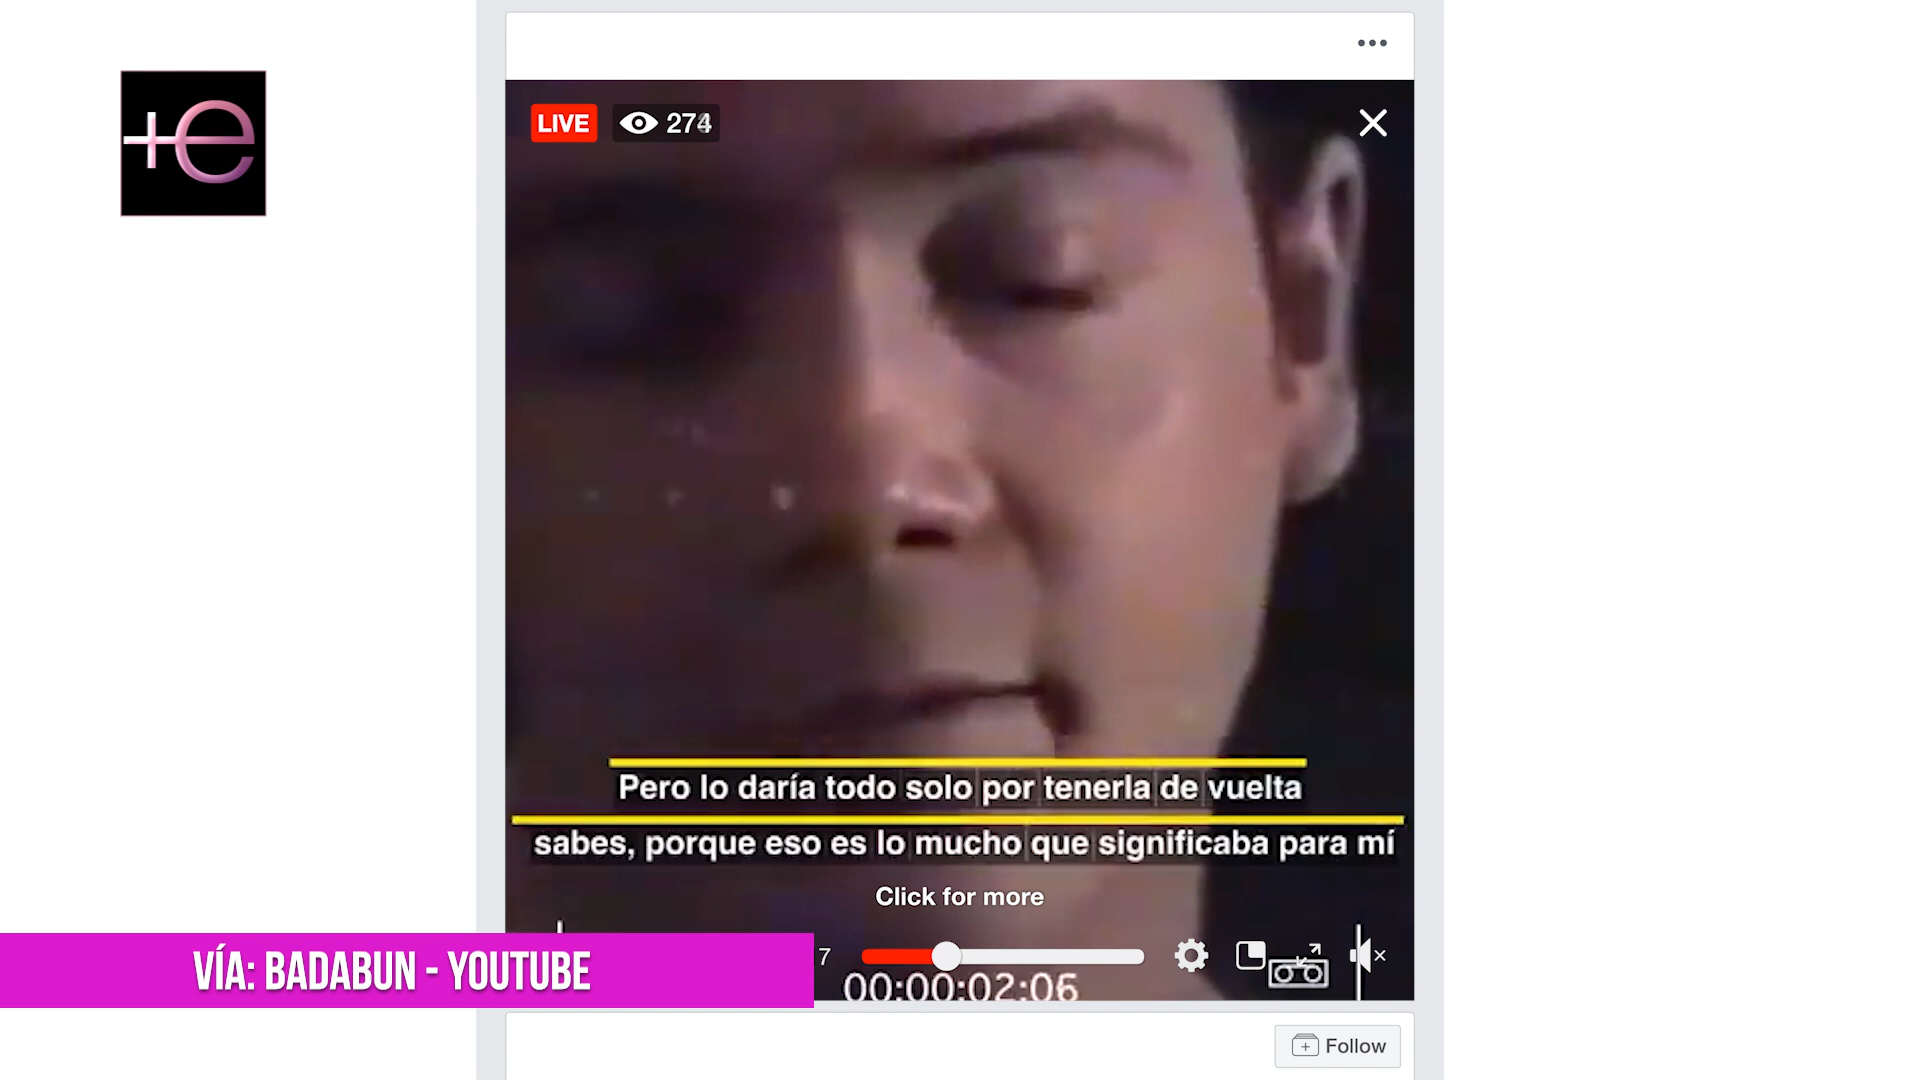 +e
LIVE 274
Pero lo daría todo solo por tenerla de vuelta
sabes, porque eso es lo mucho que significaba para mí
Click for more
VÍA: BADABUN - YOUTUBE
7
00:00:02:06
Follow